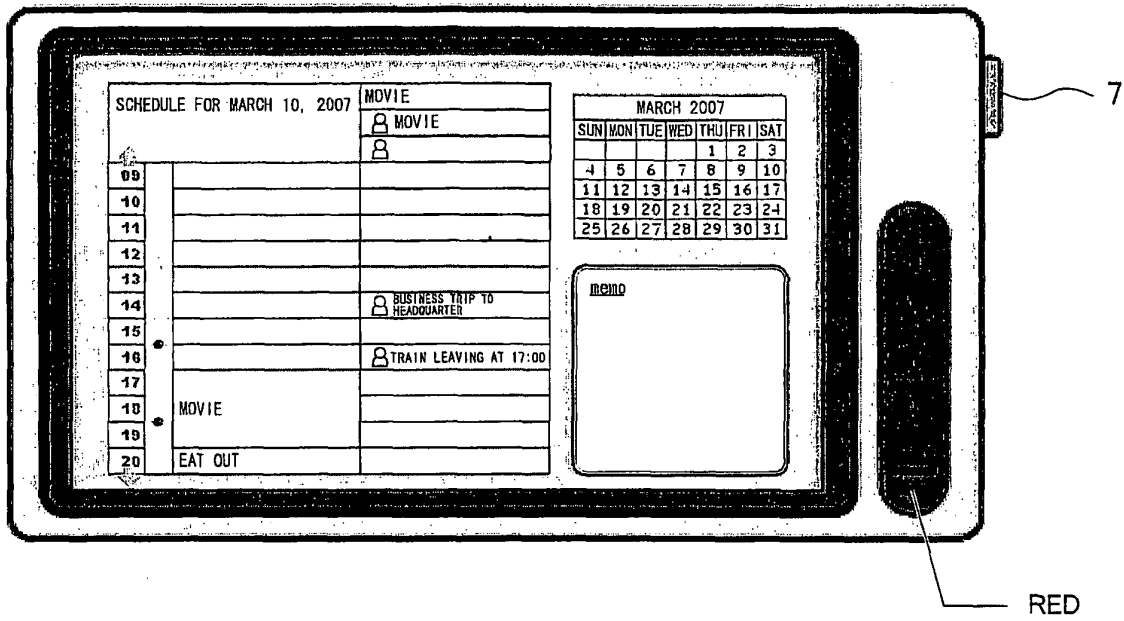 SCHEDULE FOR MARCH 10, 2007
MOVIE
MOVIE
09
10
11
12
13
14 BUSINESS TRIP TO
HEADQUARTER
15
16 TRAIN LEAVING AT 17:00
17
18 MOVIE
19
20 EAT OUT
MARCH 2007
SUN MON TUE WED THU FRI SAT
1 2 3
4 5 6 7 8 9 10
11 12 13 14 15 16 17
18 19 20 21 22 23 24
25 26 27 28 29 30 31
memo
7
RED